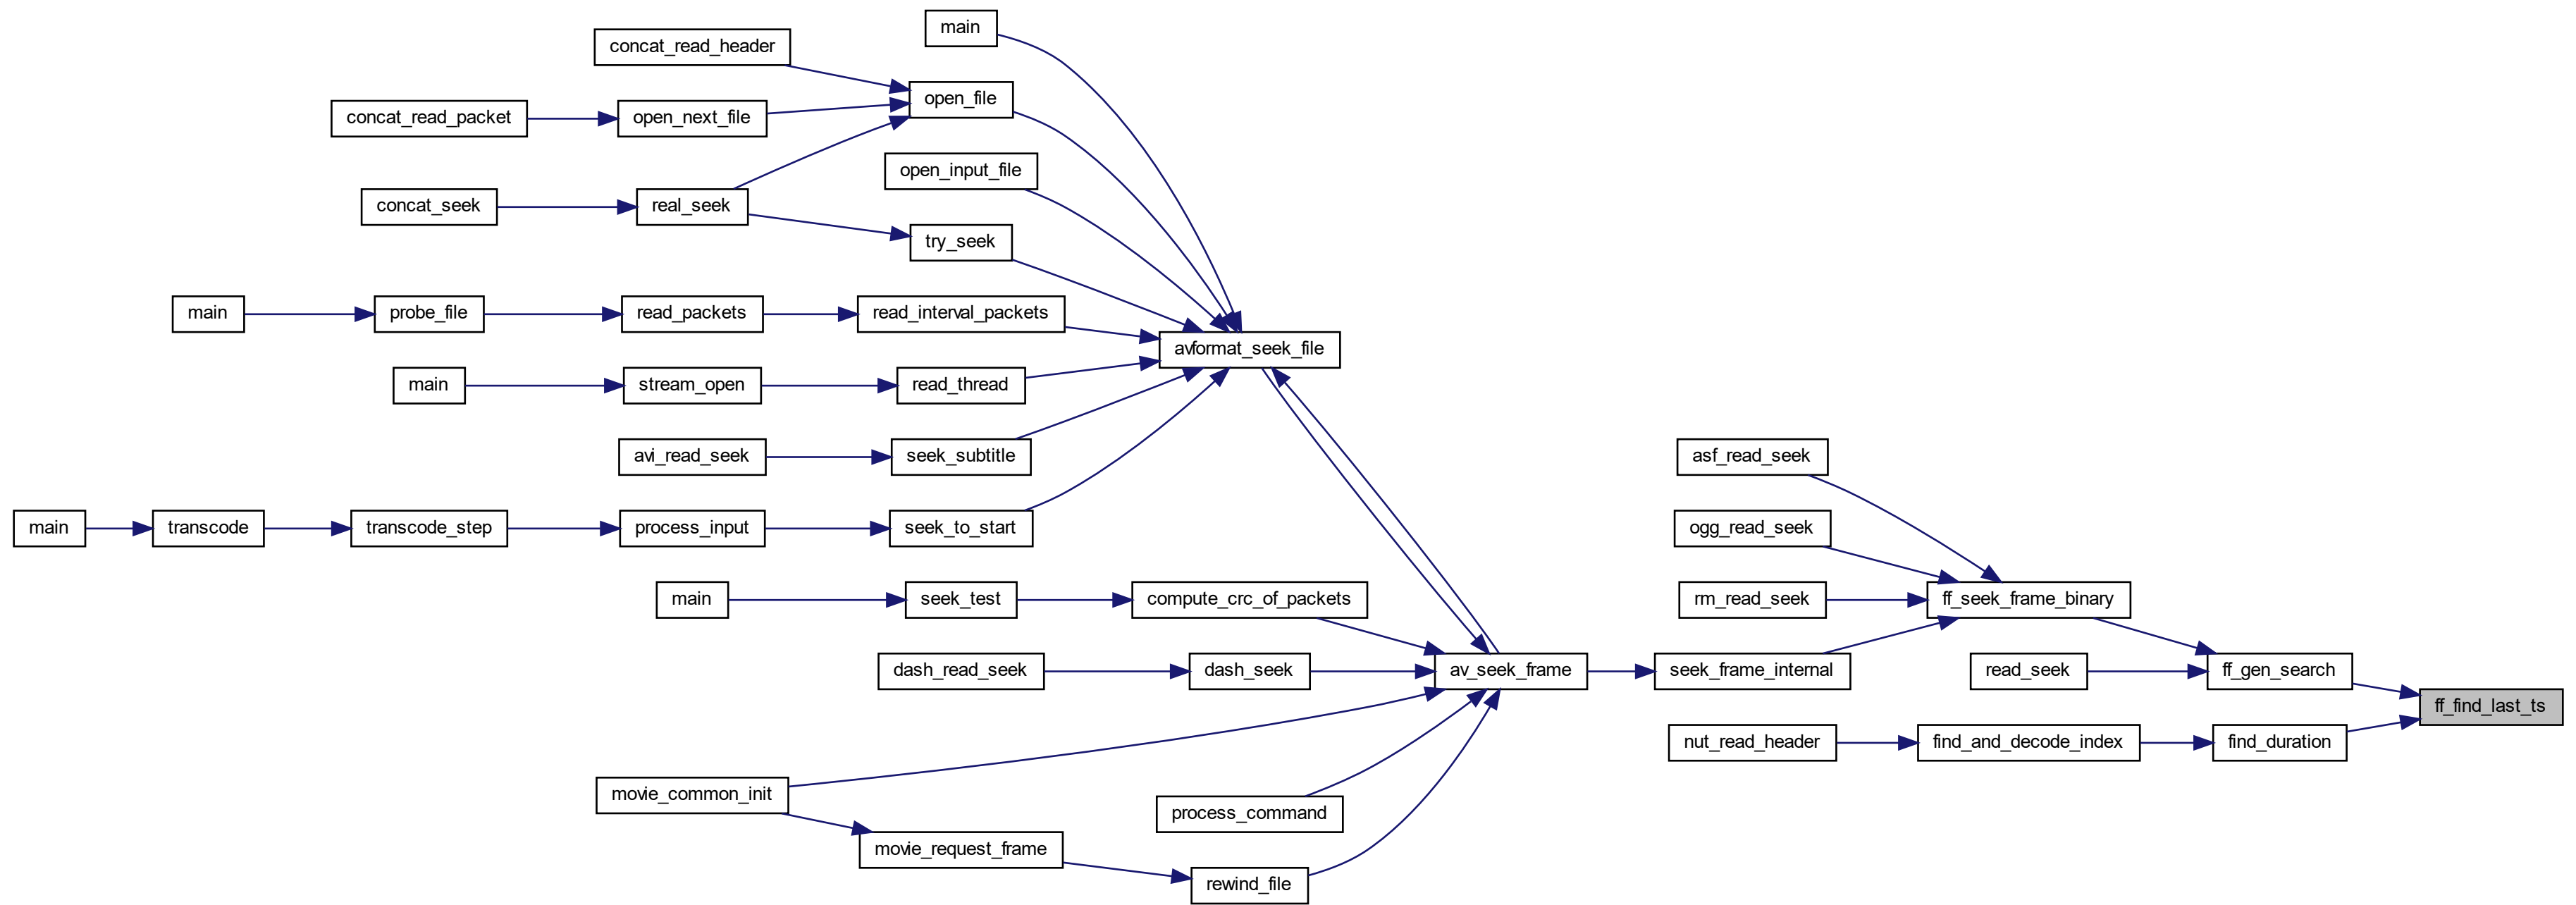 main
concat_read_header
open_file
concat_read_packet
open_next_file
open_input_file
concat_seek
real_seek
try_seek
main
probe_file
read_packets
read_interval_packets
avformat_seek_file
main
stream_open
read_thread
avi_read_seek
seek_subtitle
asf_read_seek
main
transcode
transcode_step
process_input
seek_to_start
ogg_read_seek
main
seek_test
compute_crc_of_packets
rm_read_seek
ff_seek_frame_binary
dash_read_seek
dash_seek
av_seek_frame
seek_frame_internal
read_seek
ff_gen_search
ff_find_last_ts
nut_read_header
find_and_decode_index
find_duration
movie_common_init
process_command
movie_request_frame
rewind_file